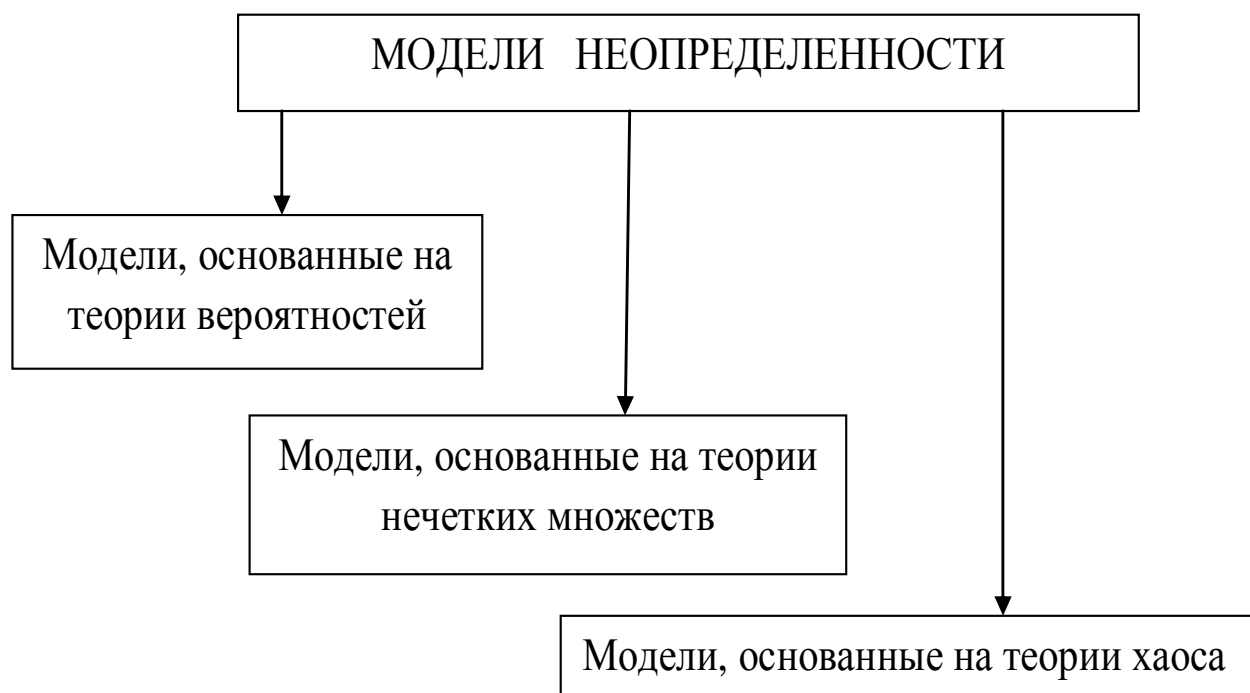 МОДЕЛИ НЕОПРЕДЕЛЕННОСТИ
Модели, основанные на
теории вероятностей
Модели, основанные на теории
нечетких множеств
Модели, основанные на теории хаоса